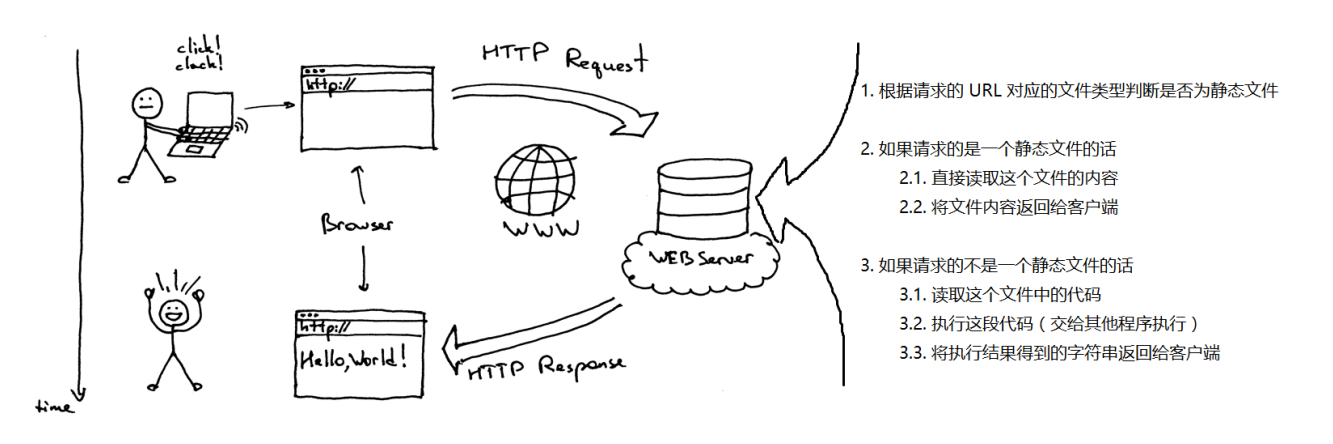 click!
clack!
http://
HTTP Request
Browser
WWW
WEB Server
http://
Hello, World!
HTTP Response
time
1. 根据请求的 URL 对应的文件类型判断是否为静态文件
2. 如果请求的是一个静态文件的话
2.1. 直接读取这个文件的内容
2.2. 将文件内容返回给客户端
3. 如果请求的不是一个静态文件的话
3.1. 读取这个文件中的代码
3.2. 执行这段代码（交给其他程序执行）
3.3. 将执行结果得到的字符串返回给客户端